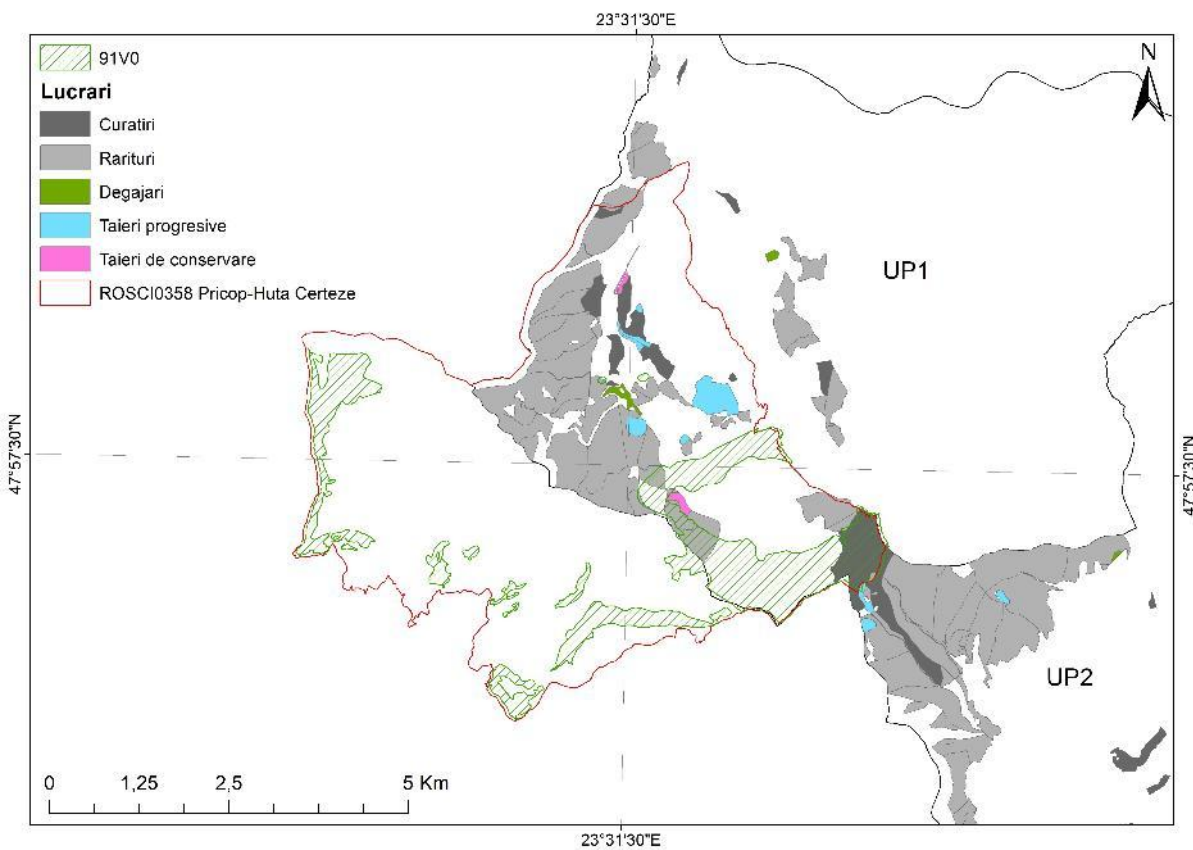 23°31'30"E
91V0
Lucrari
Curatiri
Rarituri
Degajari
Taieri progresive
Taieri de conservare
ROSCI0358 Pricop-Huta Certeze
N
UP1
47°57'30"N
47°57'30"N
UP2
0 1,25 2,5 5 Km
23°31'30"E